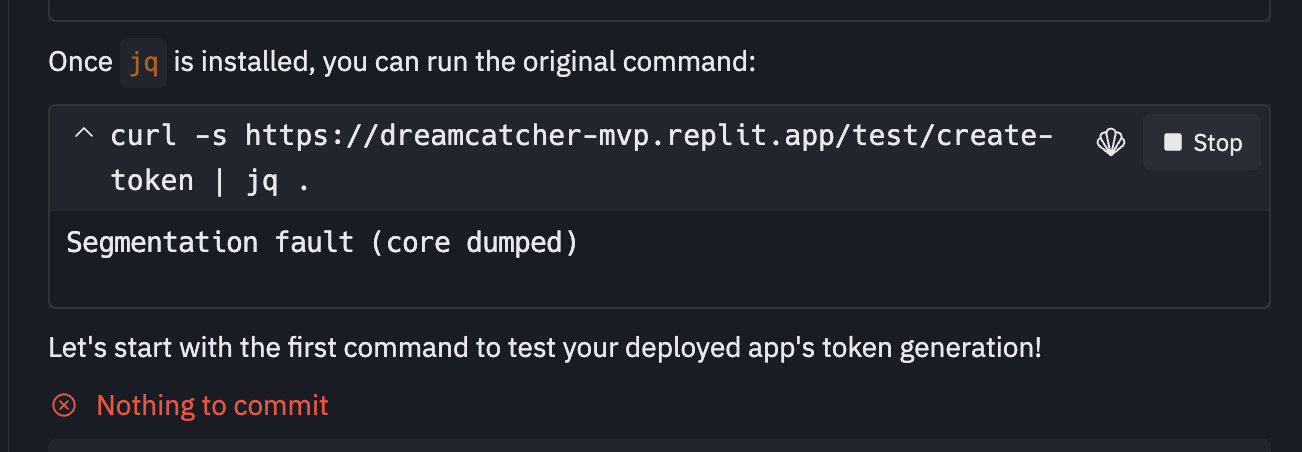 Once jq is installed, you can run the original command:
curl -s https://dreamcatcher-mvp.replit.app/test/create-
token | jq .
Stop
Segmentation fault (core dumped)
Let's start with the first command to test your deployed app's token generation!
Nothing to commit